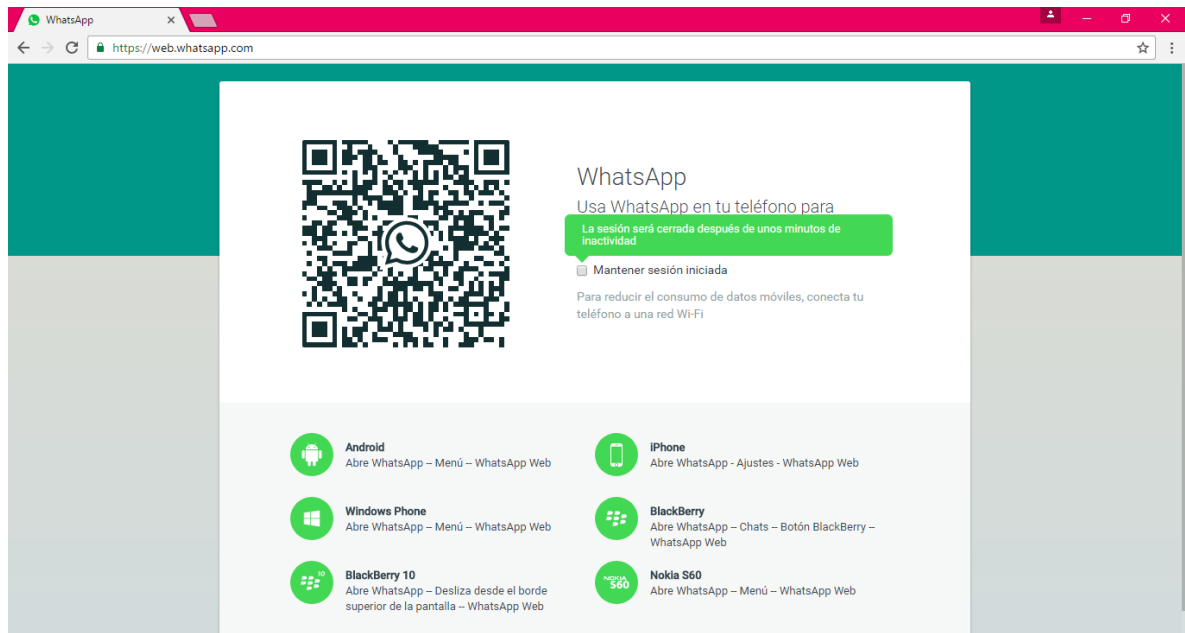 WhatsApp
https://web.whatsapp.com
WhatsApp
Usa WhatsApp en tu teléfono para
La sesión será cerrada después de unos minutos de
inactividad
Mantener sesión iniciada
Para reducir el consumo de datos móviles, conecta tu
teléfono a una red Wi-Fi
Android
Abre WhatsApp -- Menú -- WhatsApp Web
iPhone
Abre WhatsApp - Ajustes - WhatsApp Web
Windows Phone
Abre WhatsApp -- Menú -- WhatsApp Web
BlackBerry
Abre WhatsApp -- Chats -- Botón BlackBerry --
WhatsApp Web
10
BlackBerry 10
Abre WhatsApp -- Desliza desde el borde
superior de la pantalla -- WhatsApp Web
NOKIA
S60
Nokia S60
Abre WhatsApp -- Menú -- WhatsApp Web